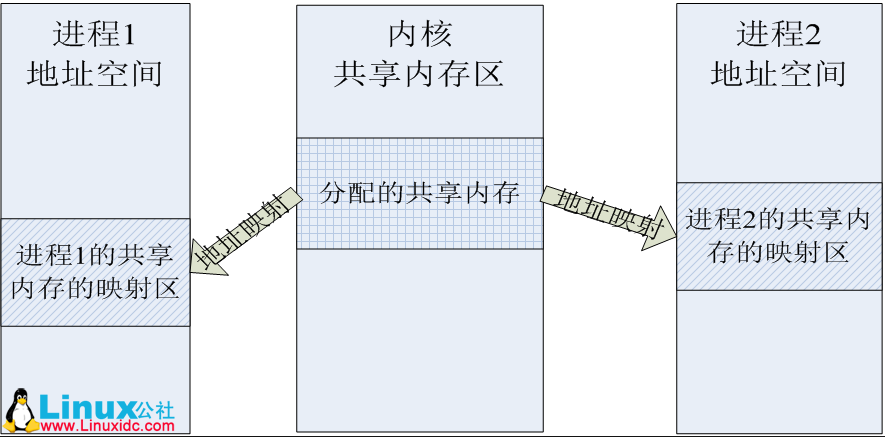 进程1
地址空间
内核
共享内存区
进程2
地址空间
分配的共享内存
地址映射
地址映射
进程1的共享
内存的映射区
进程2的共享内
存的映射区
Linux公社
www.Linuxidc.com